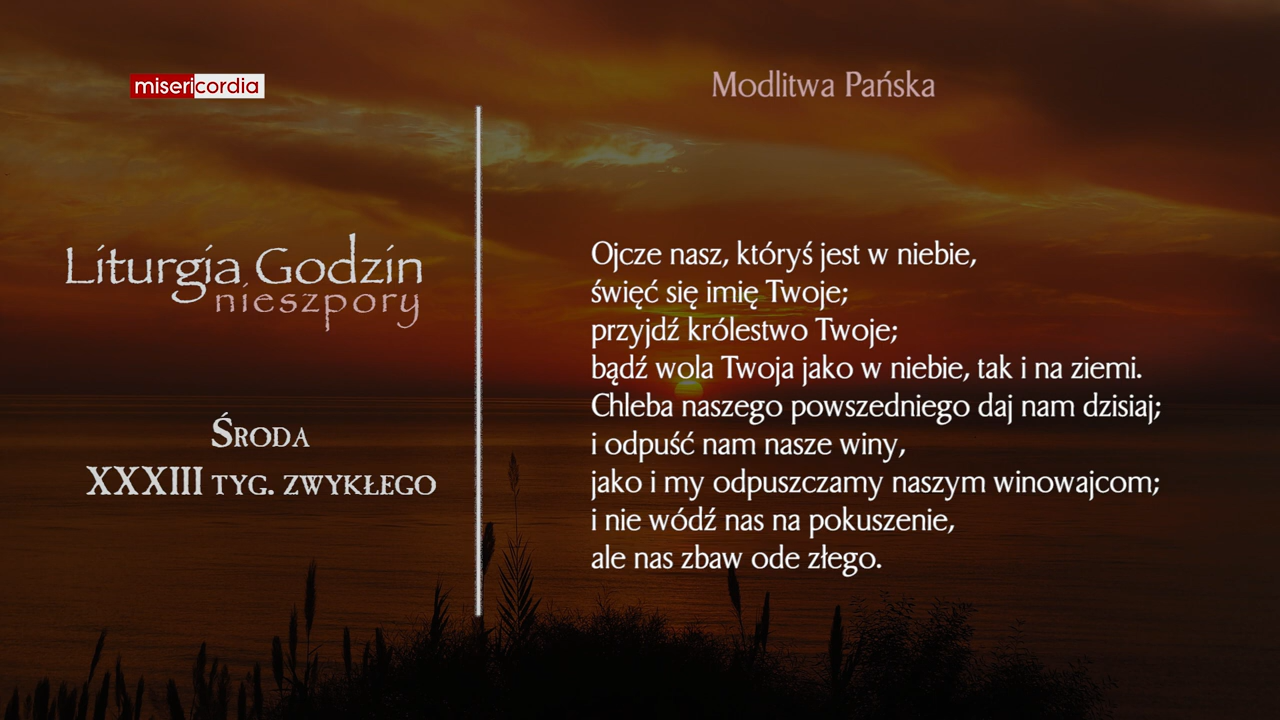 misericordia
Liturgia Godzin
nieszpory
Środa
XXXIII tyg. zwykłego
Modlitwa Pańska
Ojcze nasz, któryś jest w niebie,
święć się imię Twoje;
przyjdź królestwo Twoje;
bądź wola Twoja jako w niebie, tak i na ziemi.
Chleba naszego powszedniego daj nam dzisiaj;
i odpuść nam nasze winy,
jako i my odpuszczamy naszym winowajcom;
i nie wódź nas na pokuszenie,
ale nas zbaw ode złego.